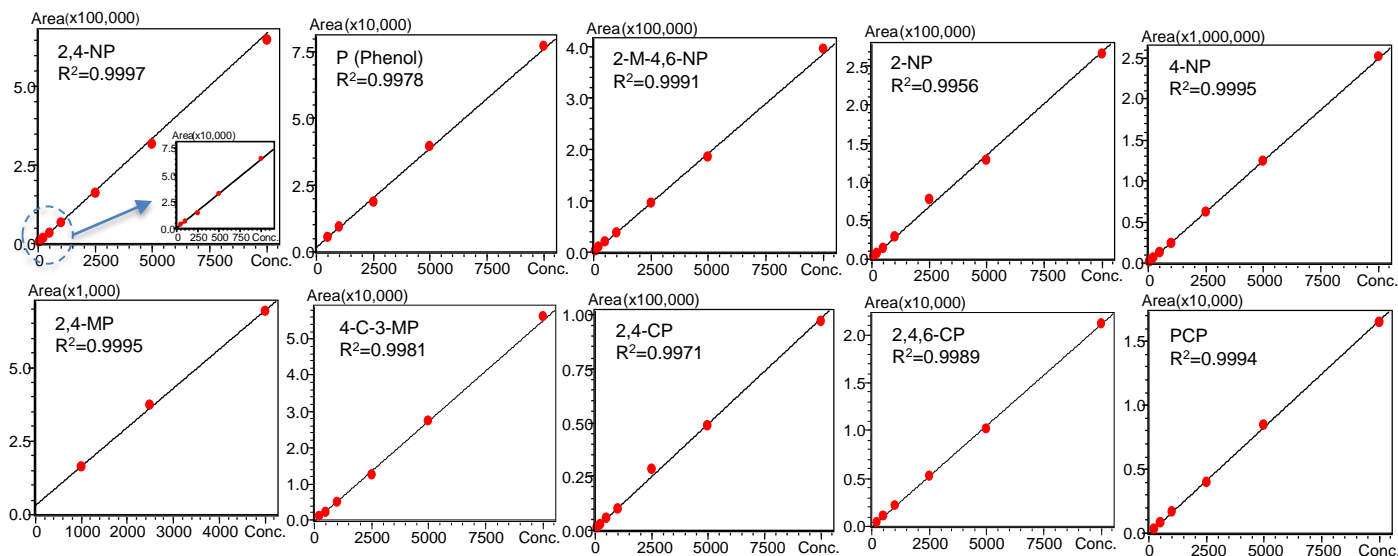 Area(x100,000)
2,4-NP
R²=0.9997
5.0
2.5
0.0
0 2500 5000 7500 Conc.
Area(x10,000)
7.5
5.0
2.5
0.0
250 500 750 Conc.
Area(x10,000)
P (Phenol)
R²=0.9978
7.5
5.0
2.5
0.0
0 2500 5000 7500 Conc.
Area(x100,000)
2-M-4,6-NP
R²=0.9991
4.0
3.0
2.0
1.0
0.0
0 2500 5000 7500 Conc.
Area(x100,000)
2-NP
R²=0.9956
2.5
2.0
1.5
1.0
0.5
0.0
0 2500 5000 7500 Conc.
Area(x1,000,000)
4-NP
R²=0.9995
2.5
2.0
1.5
1.0
0.5
0.0
0 2500 5000 7500 Conc.
Area(x1,000)
2,4-MP
R²=0.9995
5.0
2.5
0.0
0 1000 2000 3000 4000 Conc.
Area(x10,000)
4-C-3-MP
R²=0.9981
5.0
4.0
3.0
2.0
1.0
0.0
0 2500 5000 7500 Conc.
Area(x100,000)
2,4-CP
R²=0.9971
1.00
0.75
0.50
0.25
0.00
0 2500 5000 7500 Conc.
Area(x10,000)
2,4,6-CP
R²=0.9989
2.0
1.5
1.0
0.5
0.0
0 2500 5000 7500 Conc.
Area(x10,000)
PCP
R²=0.9994
1.5
1.0
0.5
0.0
0 2500 5000 7500 Conc.